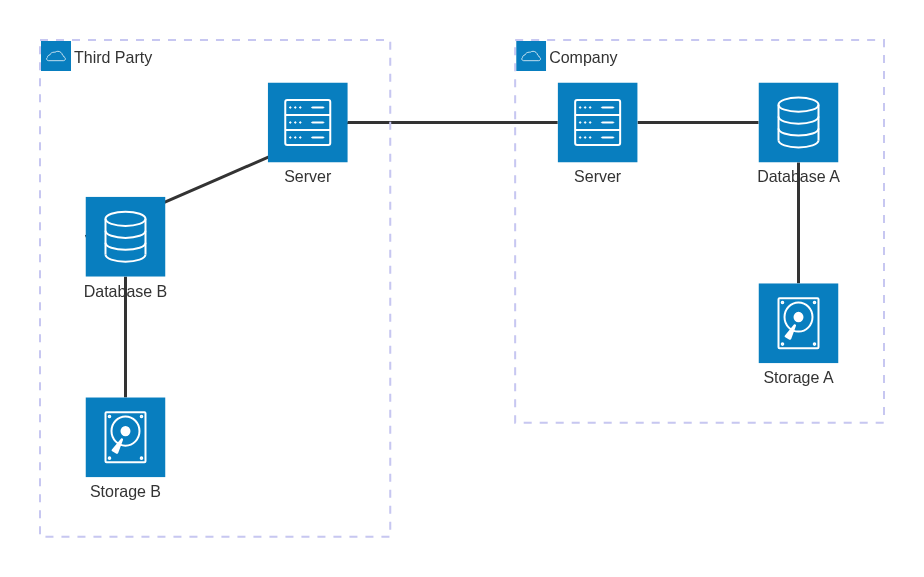 Third Party
Company
Server
Server
Database A
Database B
Storage A
Storage B